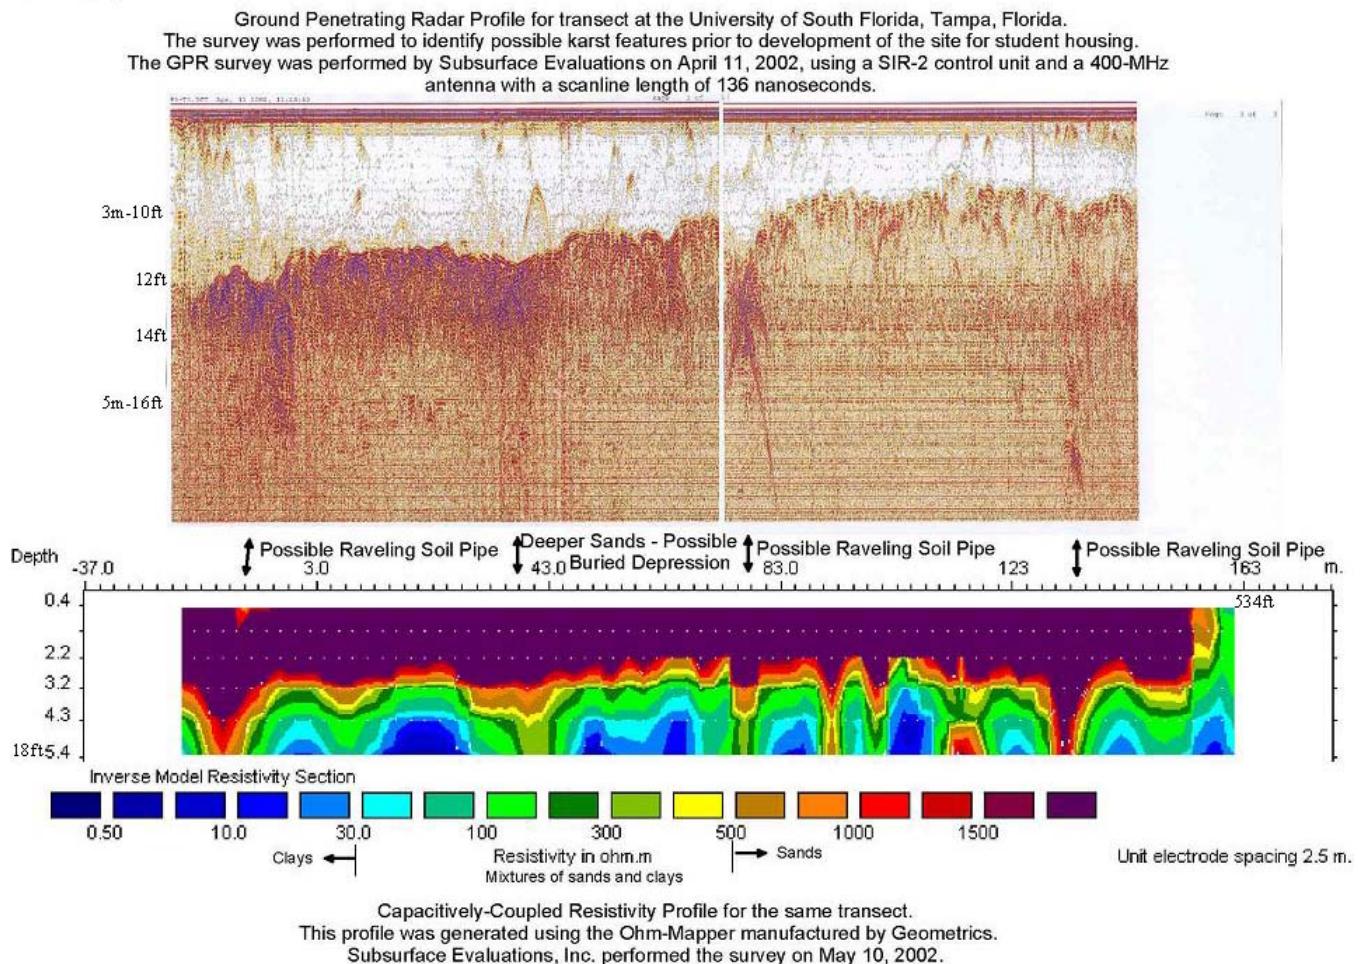 Ground Penetrating Radar Profile for transect at the University of South Florida, Tampa, Florida.
The survey was performed to identify possible karst features prior to development of the site for student housing.
The GPR survey was performed by Subsurface Evaluations on April 11, 2002, using a SIR-2 control unit and a 400-MHz
antenna with a scanline length of 136 nanoseconds.
3m-10ft
12ft
14ft
5m-16ft
Possible Raveling Soil Pipe
Deeper Sands - Possible
Buried Depression
Possible Raveling Soil Pipe
Possible Raveling Soil Pipe
Depth
-37.0 3.0 43.0 83.0 123 163 m.
0.4
534ft
2.2
3.2
4.3
18ft5.4
Inverse Model Resistivity Section
0.50 10.0 30.0 100 300 500 1000 1500
Clays
Resistivity in ohm.m
Sands
Unit electrode spacing 2.5 m.
Mixtures of sands and clays
Capacitively-Coupled Resistivity Profile for the same transect.
This profile was generated using the Ohm-Mapper manufactured by Geometrics.
Subsurface Evaluations, Inc. performed the survey on May 10, 2002.